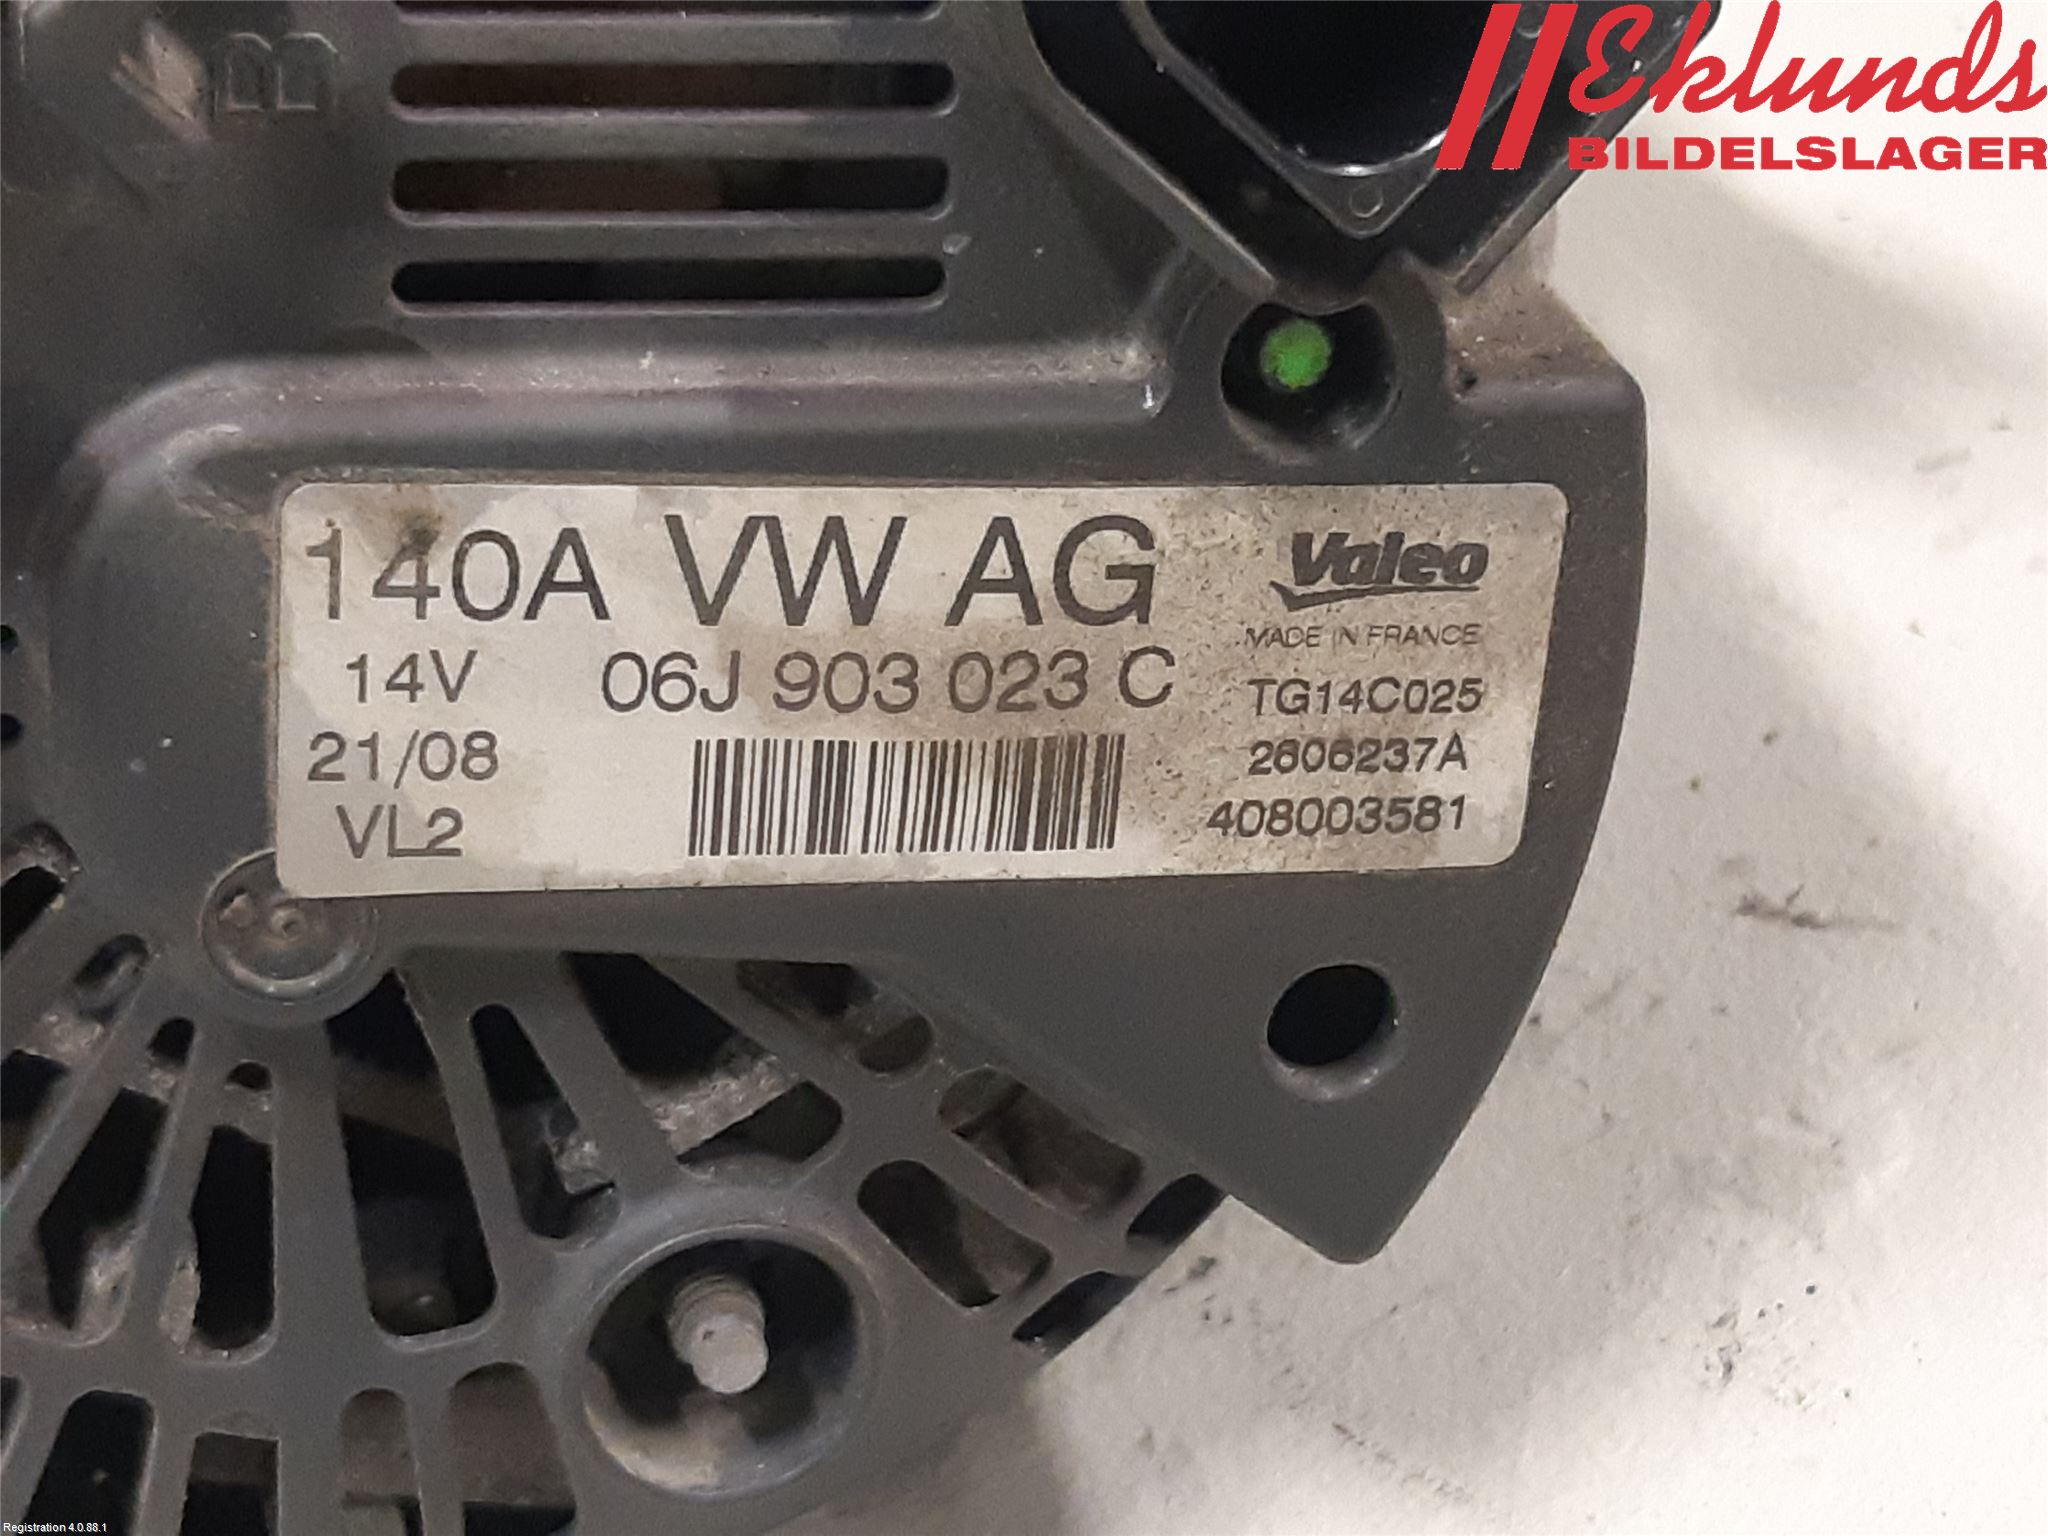 Eklunds
BILDELSLAGER
B
140A VW AG
14V
06J 903 023 C
21/08
VL2
Valeo
MADE IN FRANCE
TG14C025
2606237A
408003581
Registration 4.0.88.1